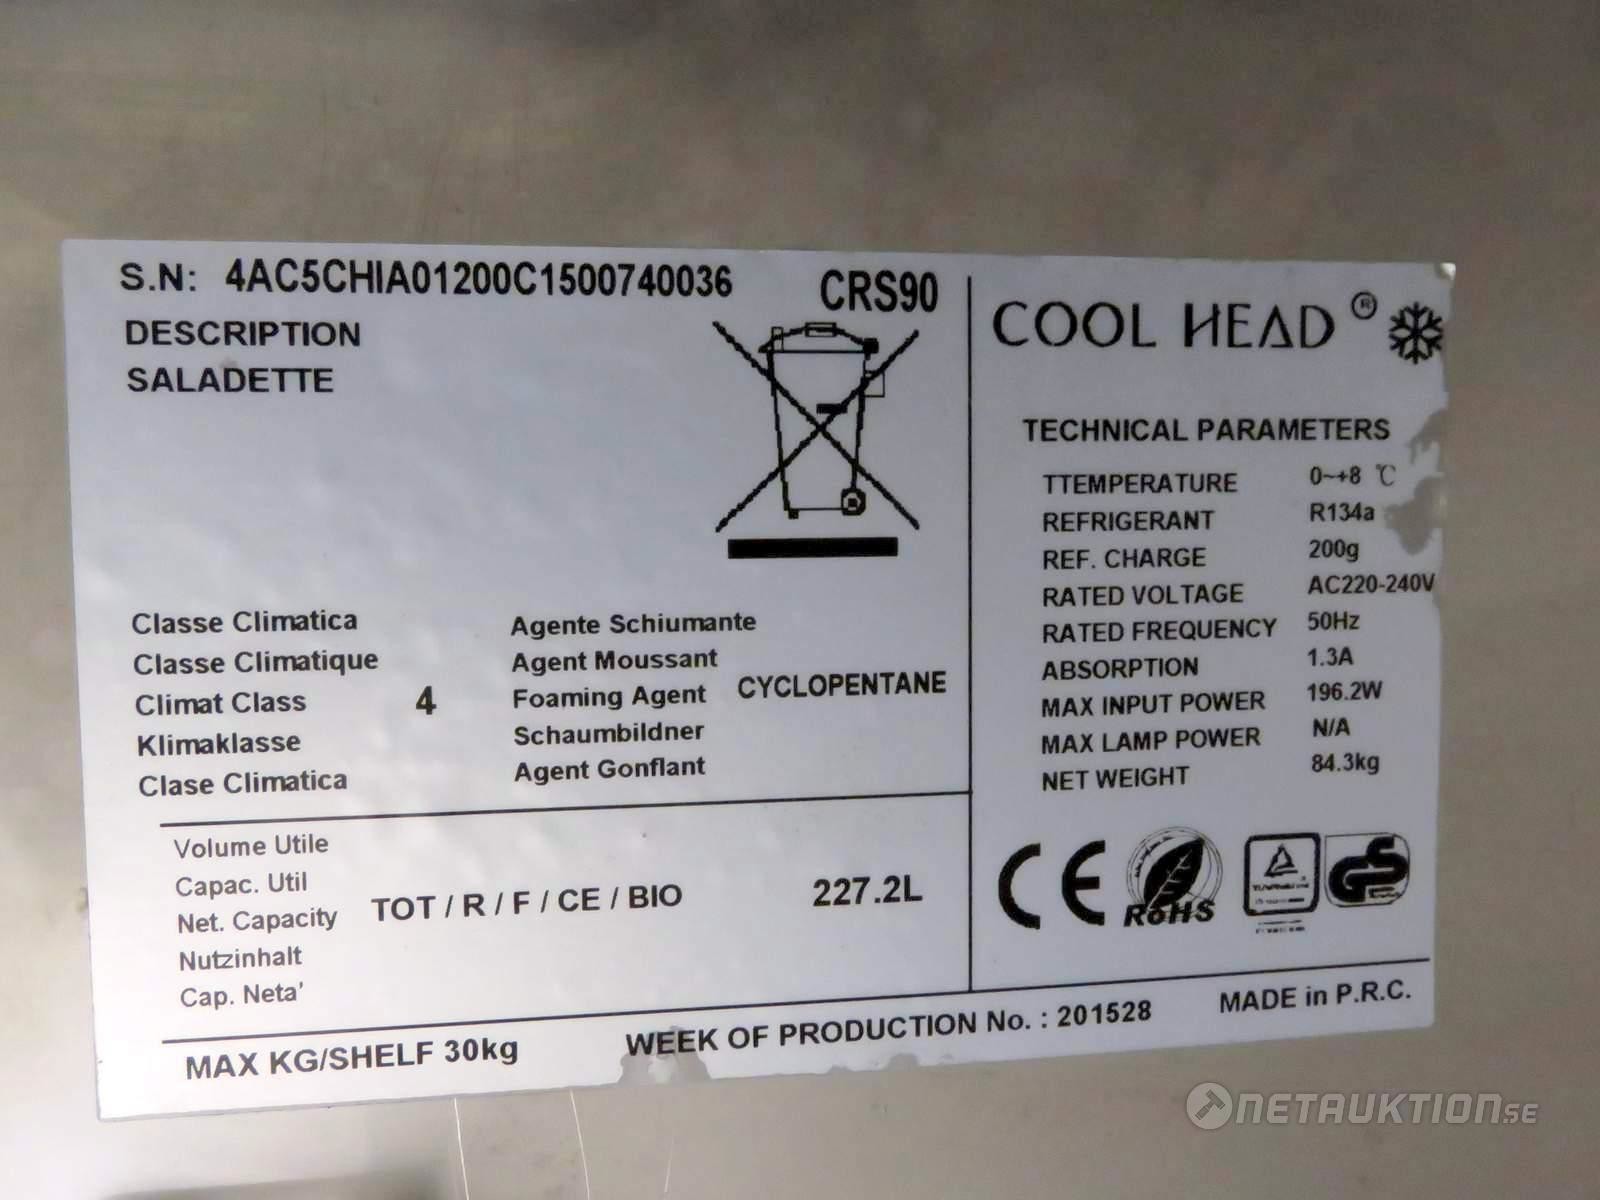 S.N: 4AC5CHIA01200C1500740036 CRS90
DESCRIPTION
SALADETTE
Classe Climatica
Classe Climatique
Climat Class
Klimaklasse
Clase Climatica
4
Agente Schiumante
Agent Moussant
Foaming Agent
Schaumbildner
Agent Gonflant
CYCLOPENTANE
Volume Utile
Capac. Util
Net. Capacity
Nutzinhalt
Cap. Neta'
TOT / R / F / CE / BIO 227.2L
COOL HEAD ®
TECHNICAL PARAMETERS
TTEMPERATURE 0~+8 ℃
REFRIGERANT R134a
REF. CHARGE 200g
RATED VOLTAGE AC220-240V
RATED FREQUENCY 50Hz
ABSORPTION 1.3A
MAX INPUT POWER 196.2W
MAX LAMP POWER N/A
NET WEIGHT 84.3kg
CE RoHS
MAX KG/SHELF 30kg WEEK OF PRODUCTION No. : 201528 MADE in P.R.C.
NETAUKTION.SE